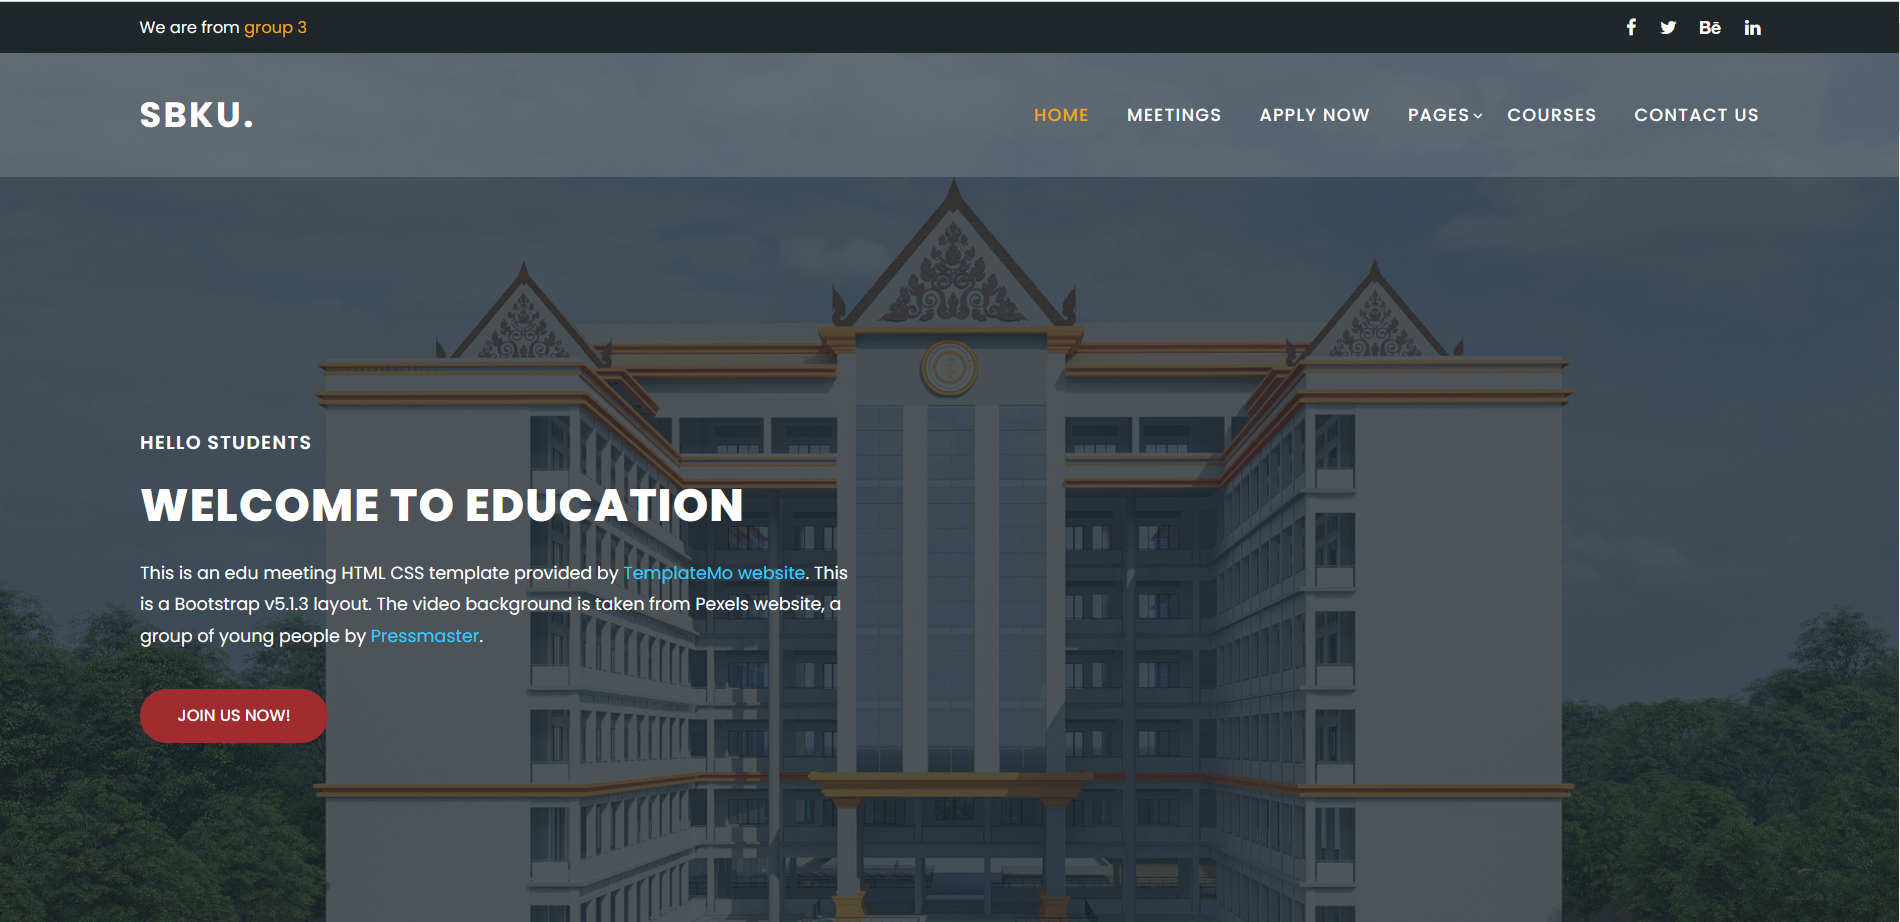 We are from group 3
SBKU.
HOME MEETINGS APPLY NOW PAGES COURSES CONTACT US
HELLO STUDENTS
WELCOME TO EDUCATION
This is an edu meeting HTML CSS template provided by TemplateMo website. This
is a Bootstrap v5.1.3 layout. The video background is taken from Pexels website, a
group of young people by Pressmaster.
JOIN US NOW!